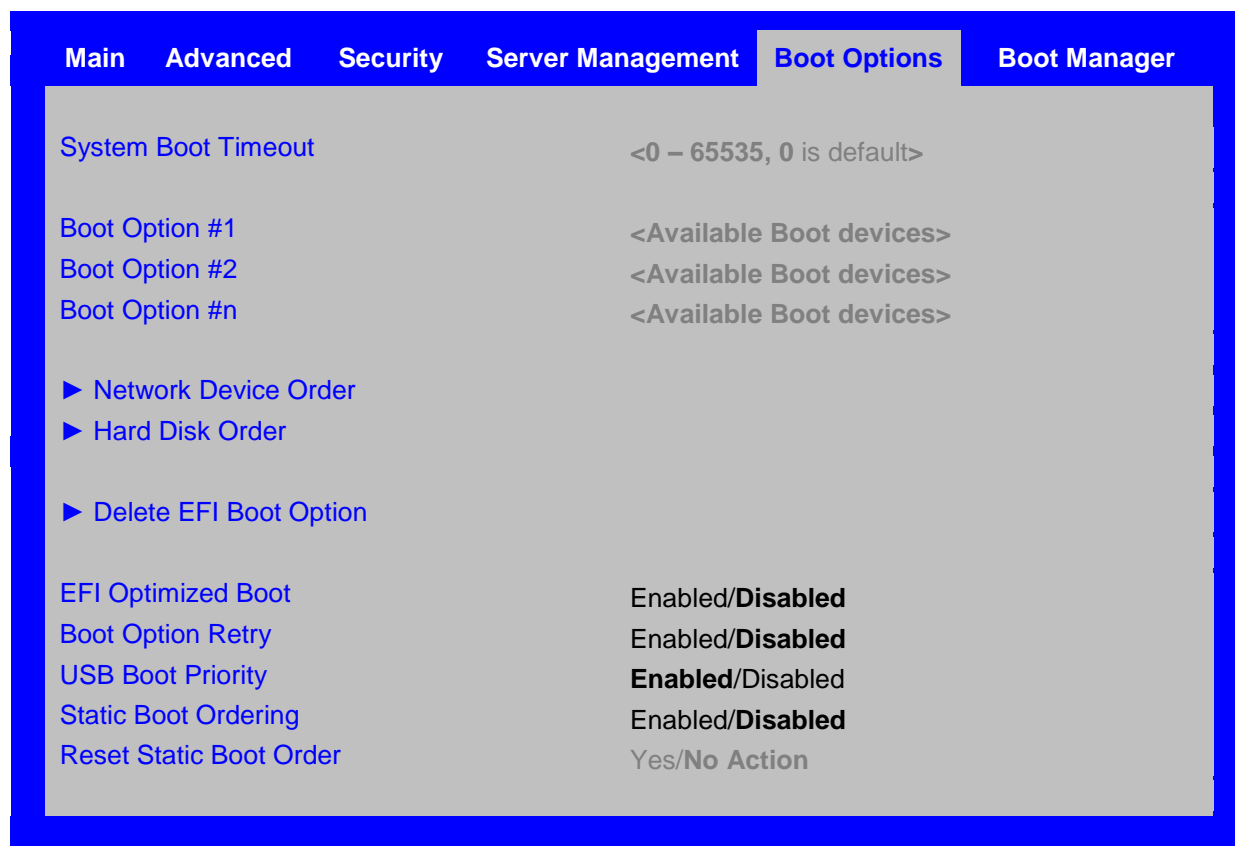 Main Advanced Security Server Management Boot Options Boot Manager
System Boot Timeout <0 – 65535, 0 is default>
Boot Option #1 <Available Boot devices>
Boot Option #2 <Available Boot devices>
Boot Option #n <Available Boot devices>
► Network Device Order
► Hard Disk Order
► Delete EFI Boot Option
EFI Optimized Boot Enabled/Disabled
Boot Option Retry Enabled/Disabled
USB Boot Priority Enabled/Disabled
Static Boot Ordering Enabled/Disabled
Reset Static Boot Order Yes/No Action